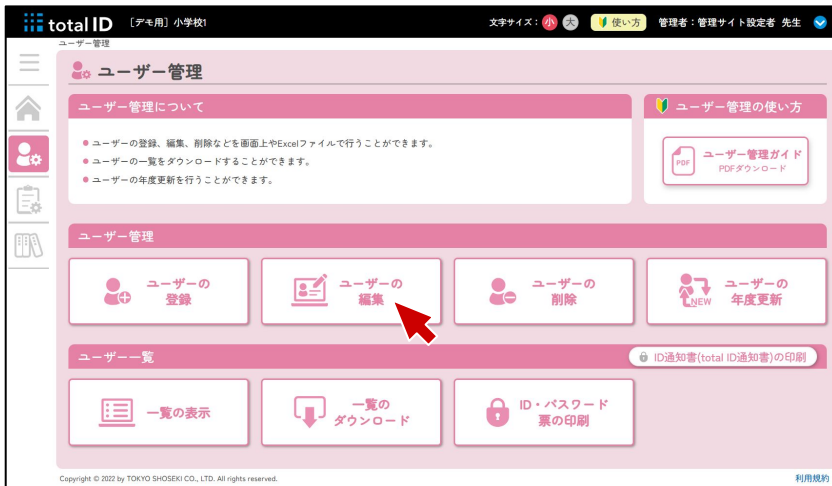 total ID [デモ用] 小学校1 文字サイズ： 小 大 使い方 管理者：管理サイト設定者 先生
ユーザー管理
ユーザー管理
ユーザー管理について
ユーザー管理の使い方
● ユーザーの登録、編集、削除などを画面上やExcelファイルで行うことができます。
● ユーザーの一覧をダウンロードすることができます。
● ユーザーの年度更新を行うことができます。
PDF
ユーザー管理ガイド
PDFダウンロード
ユーザー管理
ユーザーの
登録
ユーザーの
編集
ユーザーの
削除
NEW
ユーザーの
年度更新
ユーザー一覧
ID通知書(total ID通知書)の印刷
一覧の表示
一覧の
ダウンロード
ID・パスワード
票の印刷
Copyright © 2022 by TOKYO SHOSEKI CO., LTD. All rights reserved.
利用規約